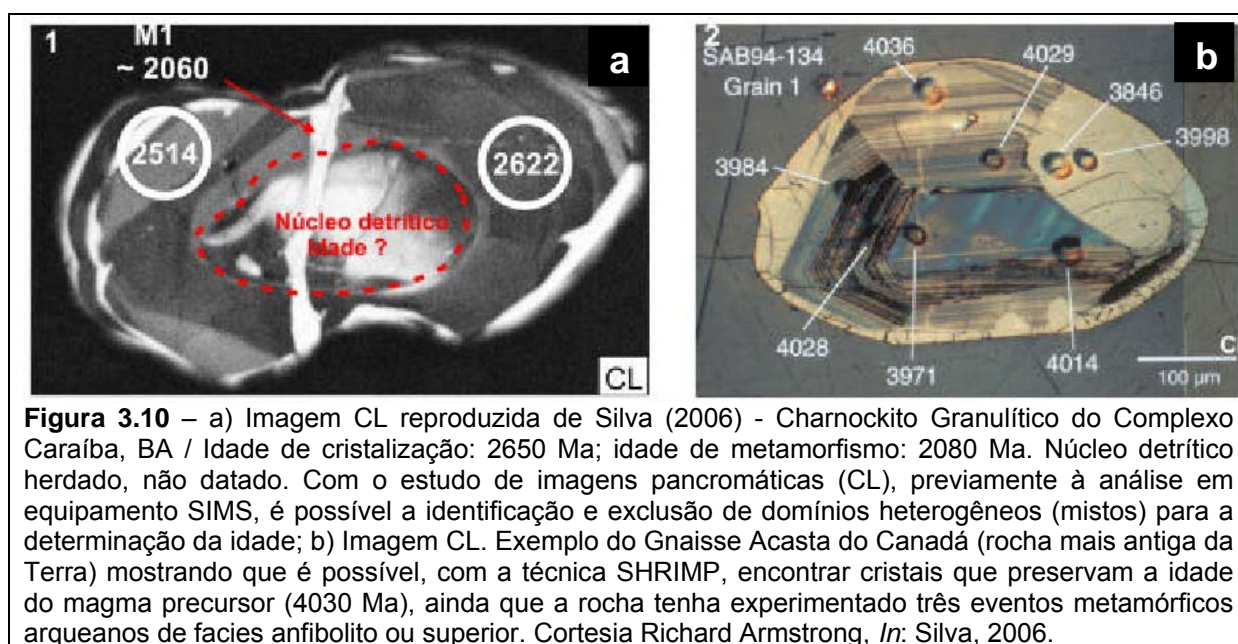 1
M1
~ 2060
a
2514
2622
Núcleo detrítico
Idade ?
CL
2
SAB94-134
Grain 1
4036
4029
b
3846
3998
3984
4028
3971
4014
C
100 µm
Figura 3.10 – a) Imagem CL reproduzida de Silva (2006) - Charnockito Granulítico do Complexo
Caraíba, BA / Idade de cristalização: 2650 Ma; idade de metamorfismo: 2080 Ma. Núcleo detrítico
herdado, não datado. Com o estudo de imagens pancromáticas (CL), previamente à análise em
equipamento SIMS, é possível a identificação e exclusão de domínios heterogêneos (mistos) para a
determinação da idade; b) Imagem CL. Exemplo do Gnaisse Acasta do Canadá (rocha mais antiga da
Terra) mostrando que é possível, com a técnica SHRIMP, encontrar cristais que preservam a idade
do magma precursor (4030 Ma), ainda que a rocha tenha experimentado três eventos metamórficos
arqueanos de facies anfibolito ou superior. Cortesia Richard Armstrong, In: Silva, 2006.